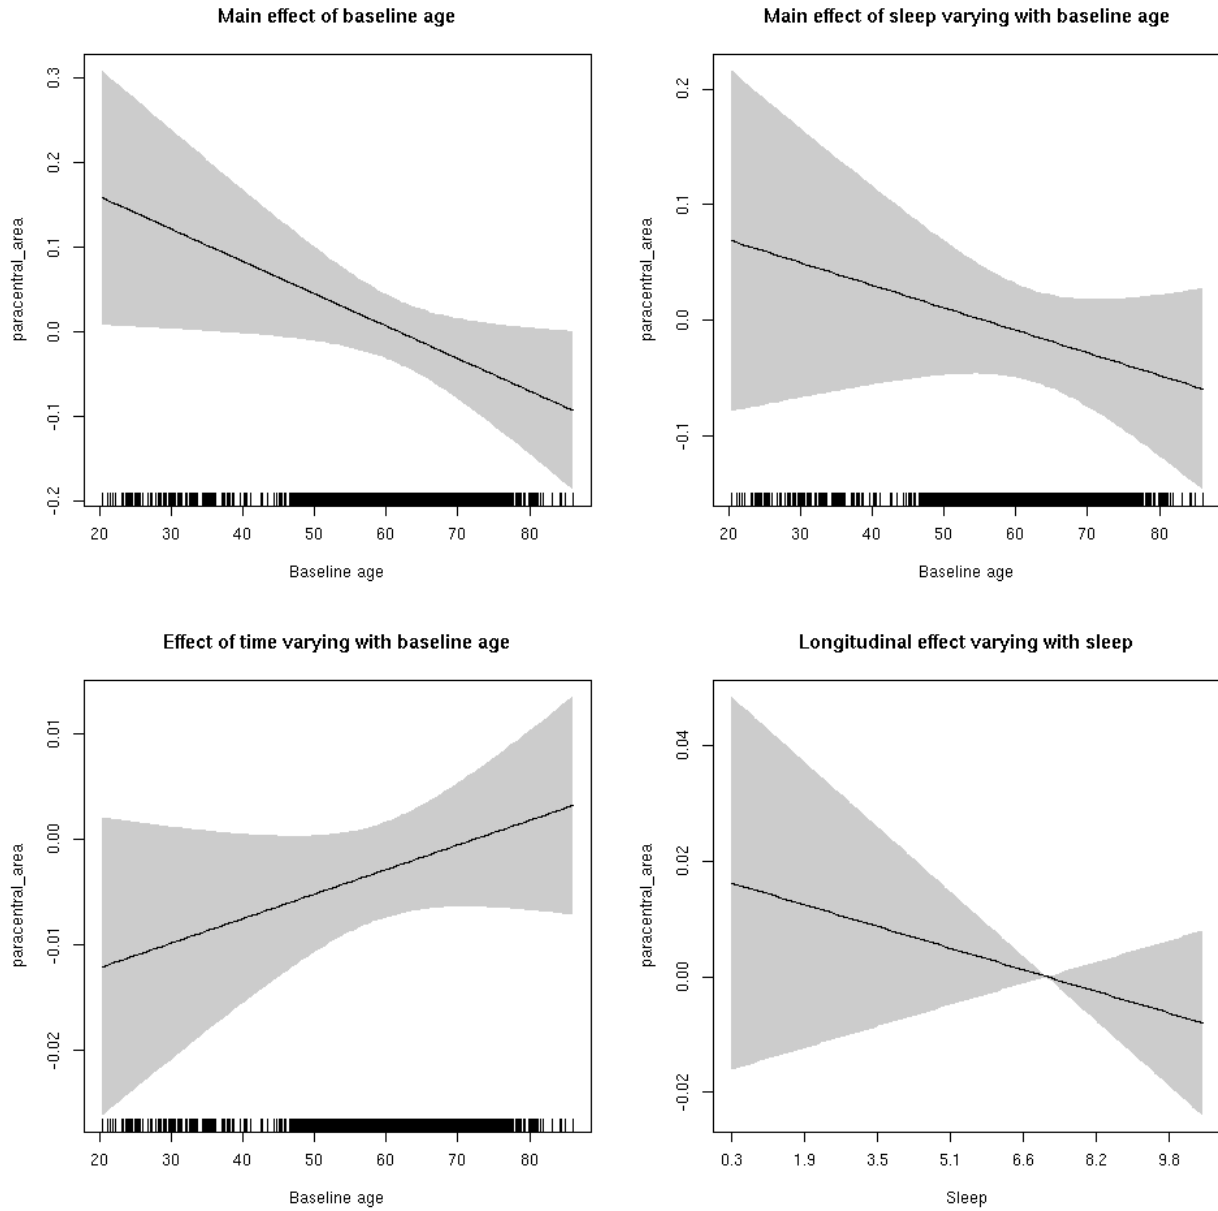 Main effect of baseline age
paracentral_area
0.3
0.2
0.1
0.0
-0.1
-0.2
20 30 40 50 60 70 80
Baseline age
Main effect of sleep varying with baseline age
paracentral_area
0.2
0.1
0.0
-0.1
20 30 40 50 60 70 80
Baseline age
Effect of time varying with baseline age
paracentral_area
0.01
0.00
-0.01
-0.02
20 30 40 50 60 70 80
Baseline age
Longitudinal effect varying with sleep
paracentral_area
0.04
0.02
0.00
-0.02
0.3 1.9 3.5 5.1 6.6 8.2 9.8
Sleep